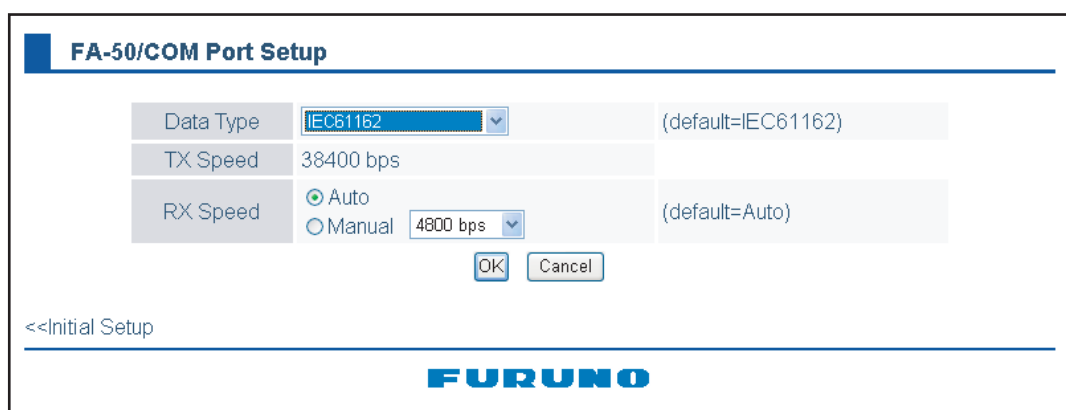 FA-50/COM Port Setup
Data Type IEC61162 (default=IEC61162)
TX Speed 38400 bps
RX Speed Auto (default=Auto)
Manual 4800 bps
OK Cancel
<<Initial Setup
FURUNO